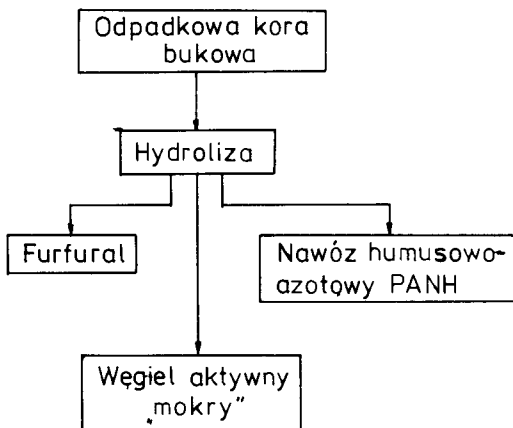 Odpadkowa kora
bukowa
Hydroliza
Furfural
Nawóz humusowo-
azotowy PANH
Węgiel aktywny
„mokry”